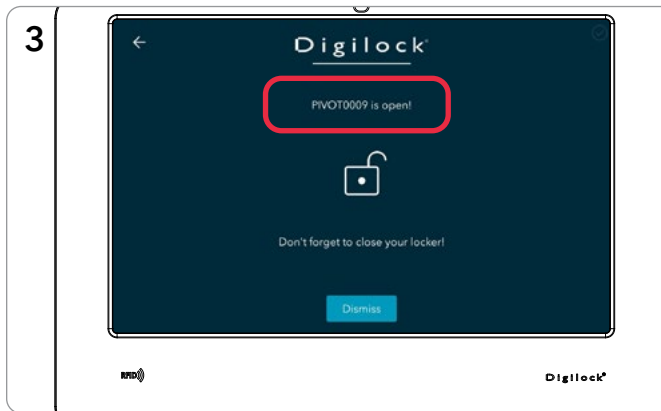 3
Digilock
PIVOT0009 is open!
Don't forget to close your locker!
Dismiss
RFID
Digilock®